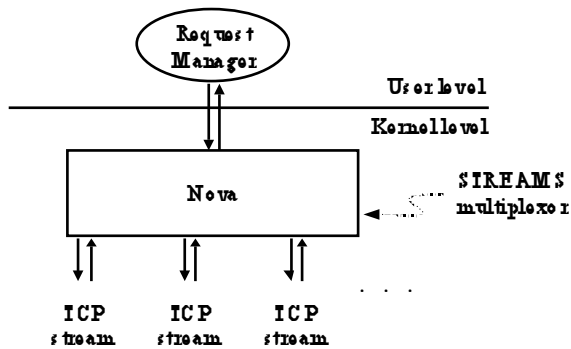 Request
Manager
User level
Kernel level
Nova
STREAMS
multiplexor
. . .
TCP
stream
TCP
stream
TCP
stream